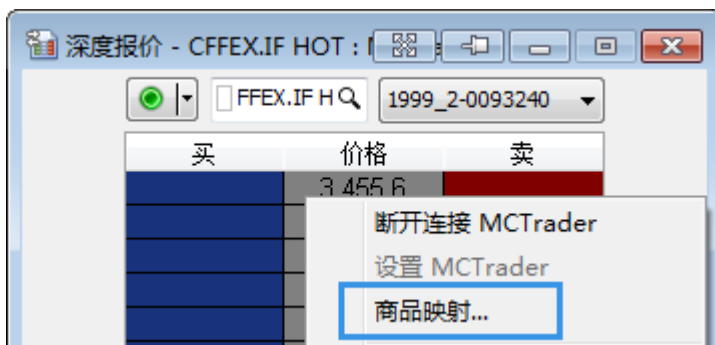 深度报价 - CFFEX.IF HOT :
FFEX.IF H
1999_2-0093240
买 价格 卖
3,455.6
断开连接 MCTrader
设置 MCTrader
商品映射...